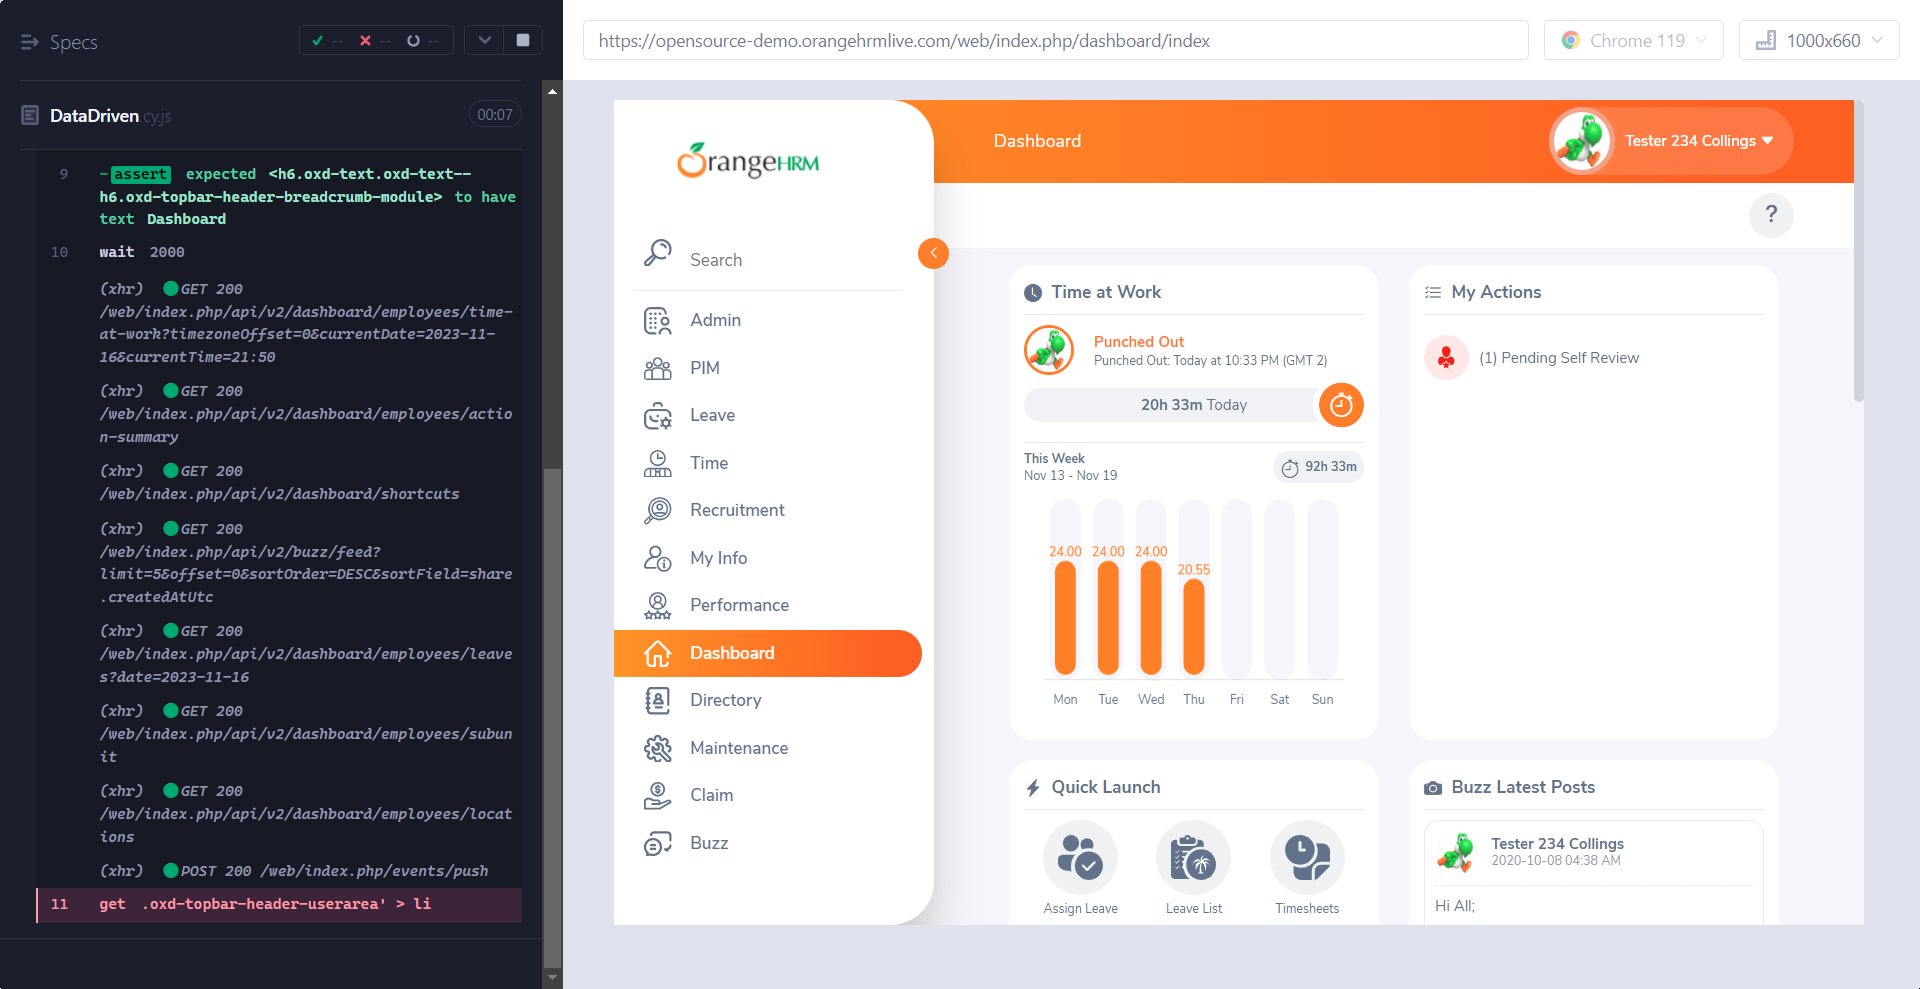 Specs
--
--
--
DataDriven.cy.js
00:07
9
-assert expected <h6.oxd-text.oxd-text--
h6.oxd-topbar-header-breadcrumb-module> to have
text Dashboard
10
wait 2000
(xhr) GET 200
/web/index.php/api/v2/dashboard/employees/time-
at-work?timezoneOffset=0&currentDate=2023-11-
16&currentTime=21:50
(xhr) GET 200
/web/index.php/api/v2/dashboard/employees/actio
n-summary
(xhr) GET 200
/web/index.php/api/v2/dashboard/shortcuts
(xhr) GET 200
/web/index.php/api/v2/buzz/feed?
limit=5&offset=0&sortOrder=DESC&sortField=share
.createdAtUtc
(xhr) GET 200
/web/index.php/api/v2/dashboard/employees/leave
s?date=2023-11-16
(xhr) GET 200
/web/index.php/api/v2/dashboard/employees/subun
it
(xhr) GET 200
/web/index.php/api/v2/dashboard/employees/locat
ions
(xhr) POST 200 /web/index.php/events/push
11 get .oxd-topbar-header-userarea' > li
https://opensource-demo.orangehrmlive.com/web/index.php/dashboard/index
Chrome 119
1000x660
OrangeHRM
Search
Admin
PIM
Leave
Time
Recruitment
My Info
Performance
Dashboard
Directory
Maintenance
Claim
Buzz
Dashboard
Tester 234 Collings
?
Time at Work
Punched Out
Punched Out: Today at 10:33 PM (GMT 2)
20h 33m Today
This Week
Nov 13 - Nov 19
92h 33m
24.00 24.00 24.00 20.55
Mon Tue Wed Thu Fri Sat Sun
My Actions
(1) Pending Self Review
Quick Launch
Assign Leave
Leave List
Timesheets
Buzz Latest Posts
Tester 234 Collings
2020-10-08 04:38 AM
Hi All;